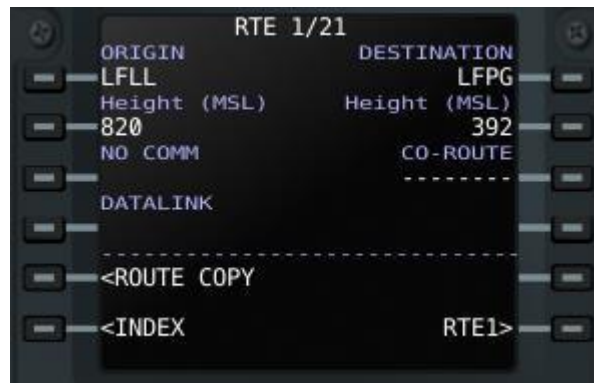 RTE 1/21
ORIGIN DESTINATION
LFLL LFPG
Height (MSL) Height (MSL)
820 392
NO COMM CO-ROUTE
--------
DATALINK
--------------------------------
<ROUTE COPY
<INDEX RTE1>